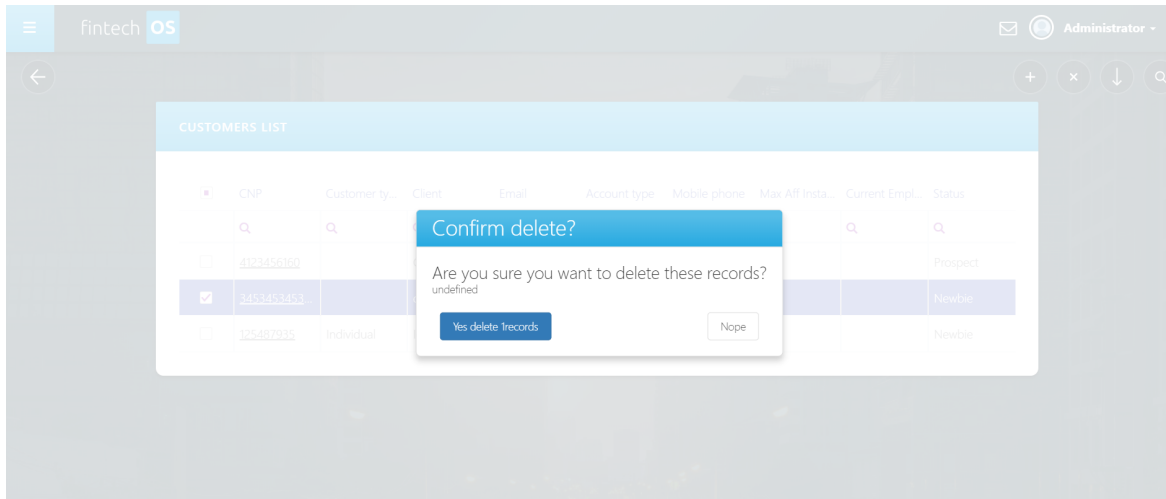 fintech OS
Administrator
CUSTOMERS LIST
CNP Customer ty... Client Email Account type Mobile phone Max Aff Insta... Current Empl... Status
Confirm delete?
4123456160 Prospect
Are you sure you want to delete these records?
undefined
3453453453... Newbie
Yes delete 1records Nope
125487935 individual Newbie